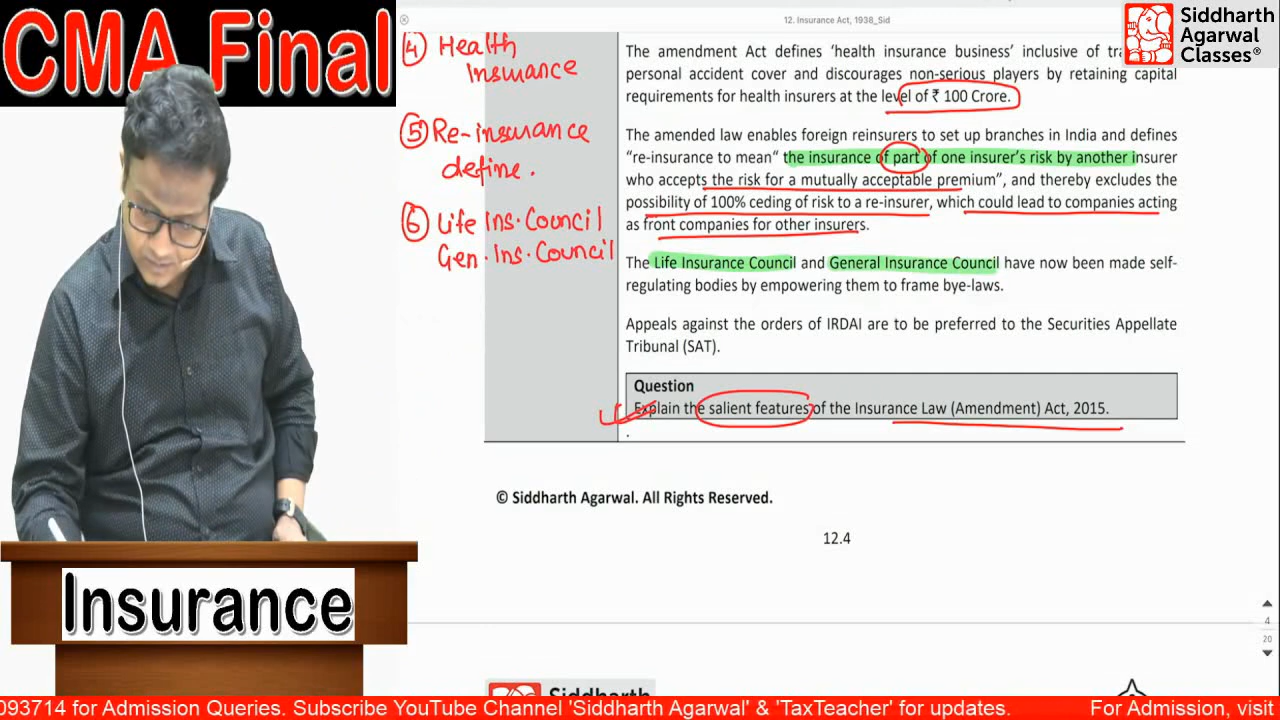 CMA Final
12. Insurance Act, 1938_Sid
Siddharth
Agarwal
Classes®
④ Health
Insurance
⑤ Re-insurance
define.
⑥ Life Ins. Council
Gen. Ins. Council
The amendment Act defines ‘health insurance business’ inclusive of
personal accident cover and discourages non-serious players by retaining capital
requirements for health insurers at the level of ₹ 100 Crore.
The amended law enables foreign reinsurers to set up branches in India and defines
“re-insurance to mean“ the insurance of part of one insurer’s risk by another insurer
who accepts the risk for a mutually acceptable premium”, and thereby excludes the
possibility of 100% ceding of risk to a re-insurer, which could lead to companies acting
as front companies for other insurers.
The Life Insurance Council and General Insurance Council have now been made self-
regulating bodies by empowering them to frame bye-laws.
Appeals against the orders of IRDAI are to be preferred to the Securities Appellate
Tribunal (SAT).
Question
Explain the salient features of the Insurance Law (Amendment) Act, 2015.
© Siddharth Agarwal. All Rights Reserved.
12.4
4
20
Insurance
Siddharth
093714 for Admission Queries. Subscribe YouTube Channel 'Siddharth Agarwal' & 'TaxTeacher' for updates. For Admission, visit